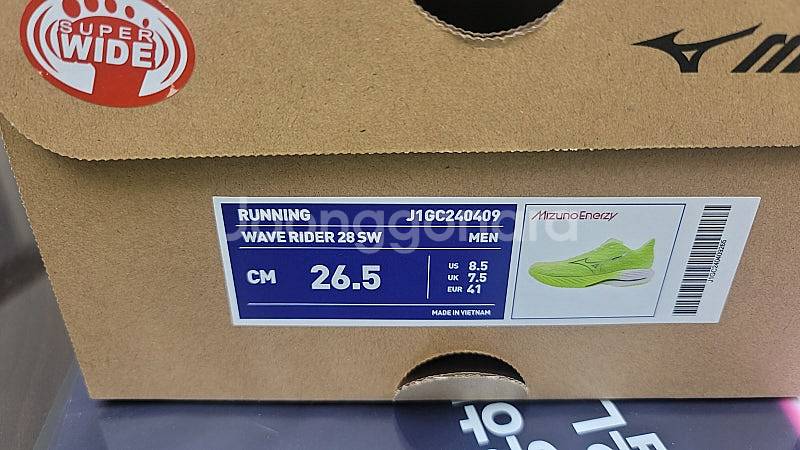 SUPER
WIDE
RUNNING
J1GC240409
WAVE RIDER 28 SW
MEN
CM
26.5
US 8.5
UK 7.5
EUR 41
MADE IN VIETNAM
MizunoEnerzy
Joonggonara